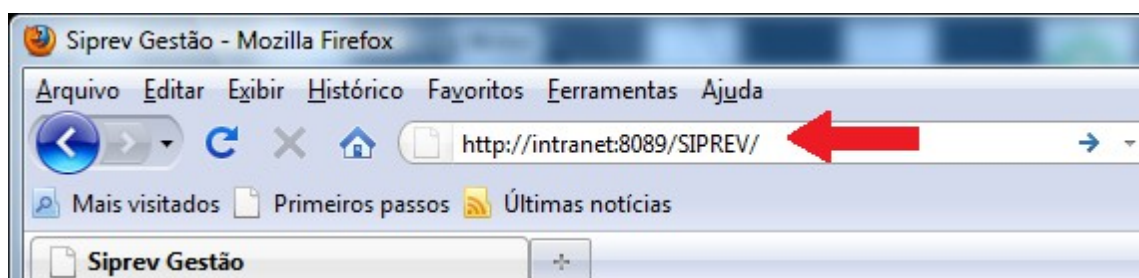 Siprev Gestão - Mozilla Firefox
Arquivo Editar Exibir Histórico Favoritos Ferramentas Ajuda
http://intranet:8089/SIPREV/
Mais visitados Primeiros passos Últimas notícias
Siprev Gestão